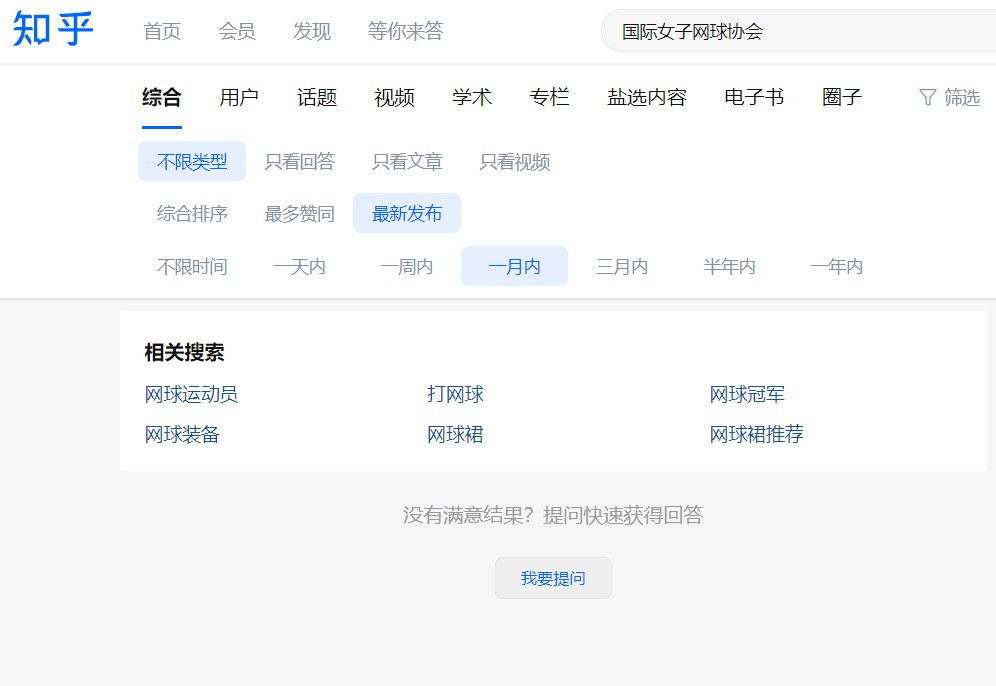 知乎 首页 会员 发现 等你来答 国际女子网球协会
综合 用户 话题 视频 学术 专栏 盐选内容 电子书 圈子 筛选
不限类型 只看回答 只看文章 只看视频
综合排序 最多赞同 最新发布
不限时间 一天内 一周内 一月内 三月内 半年内 一年内
相关搜索
网球运动员 打网球 网球冠军
网球装备 网球裙 网球裙推荐
没有满意结果？提问快速获得回答
我要提问